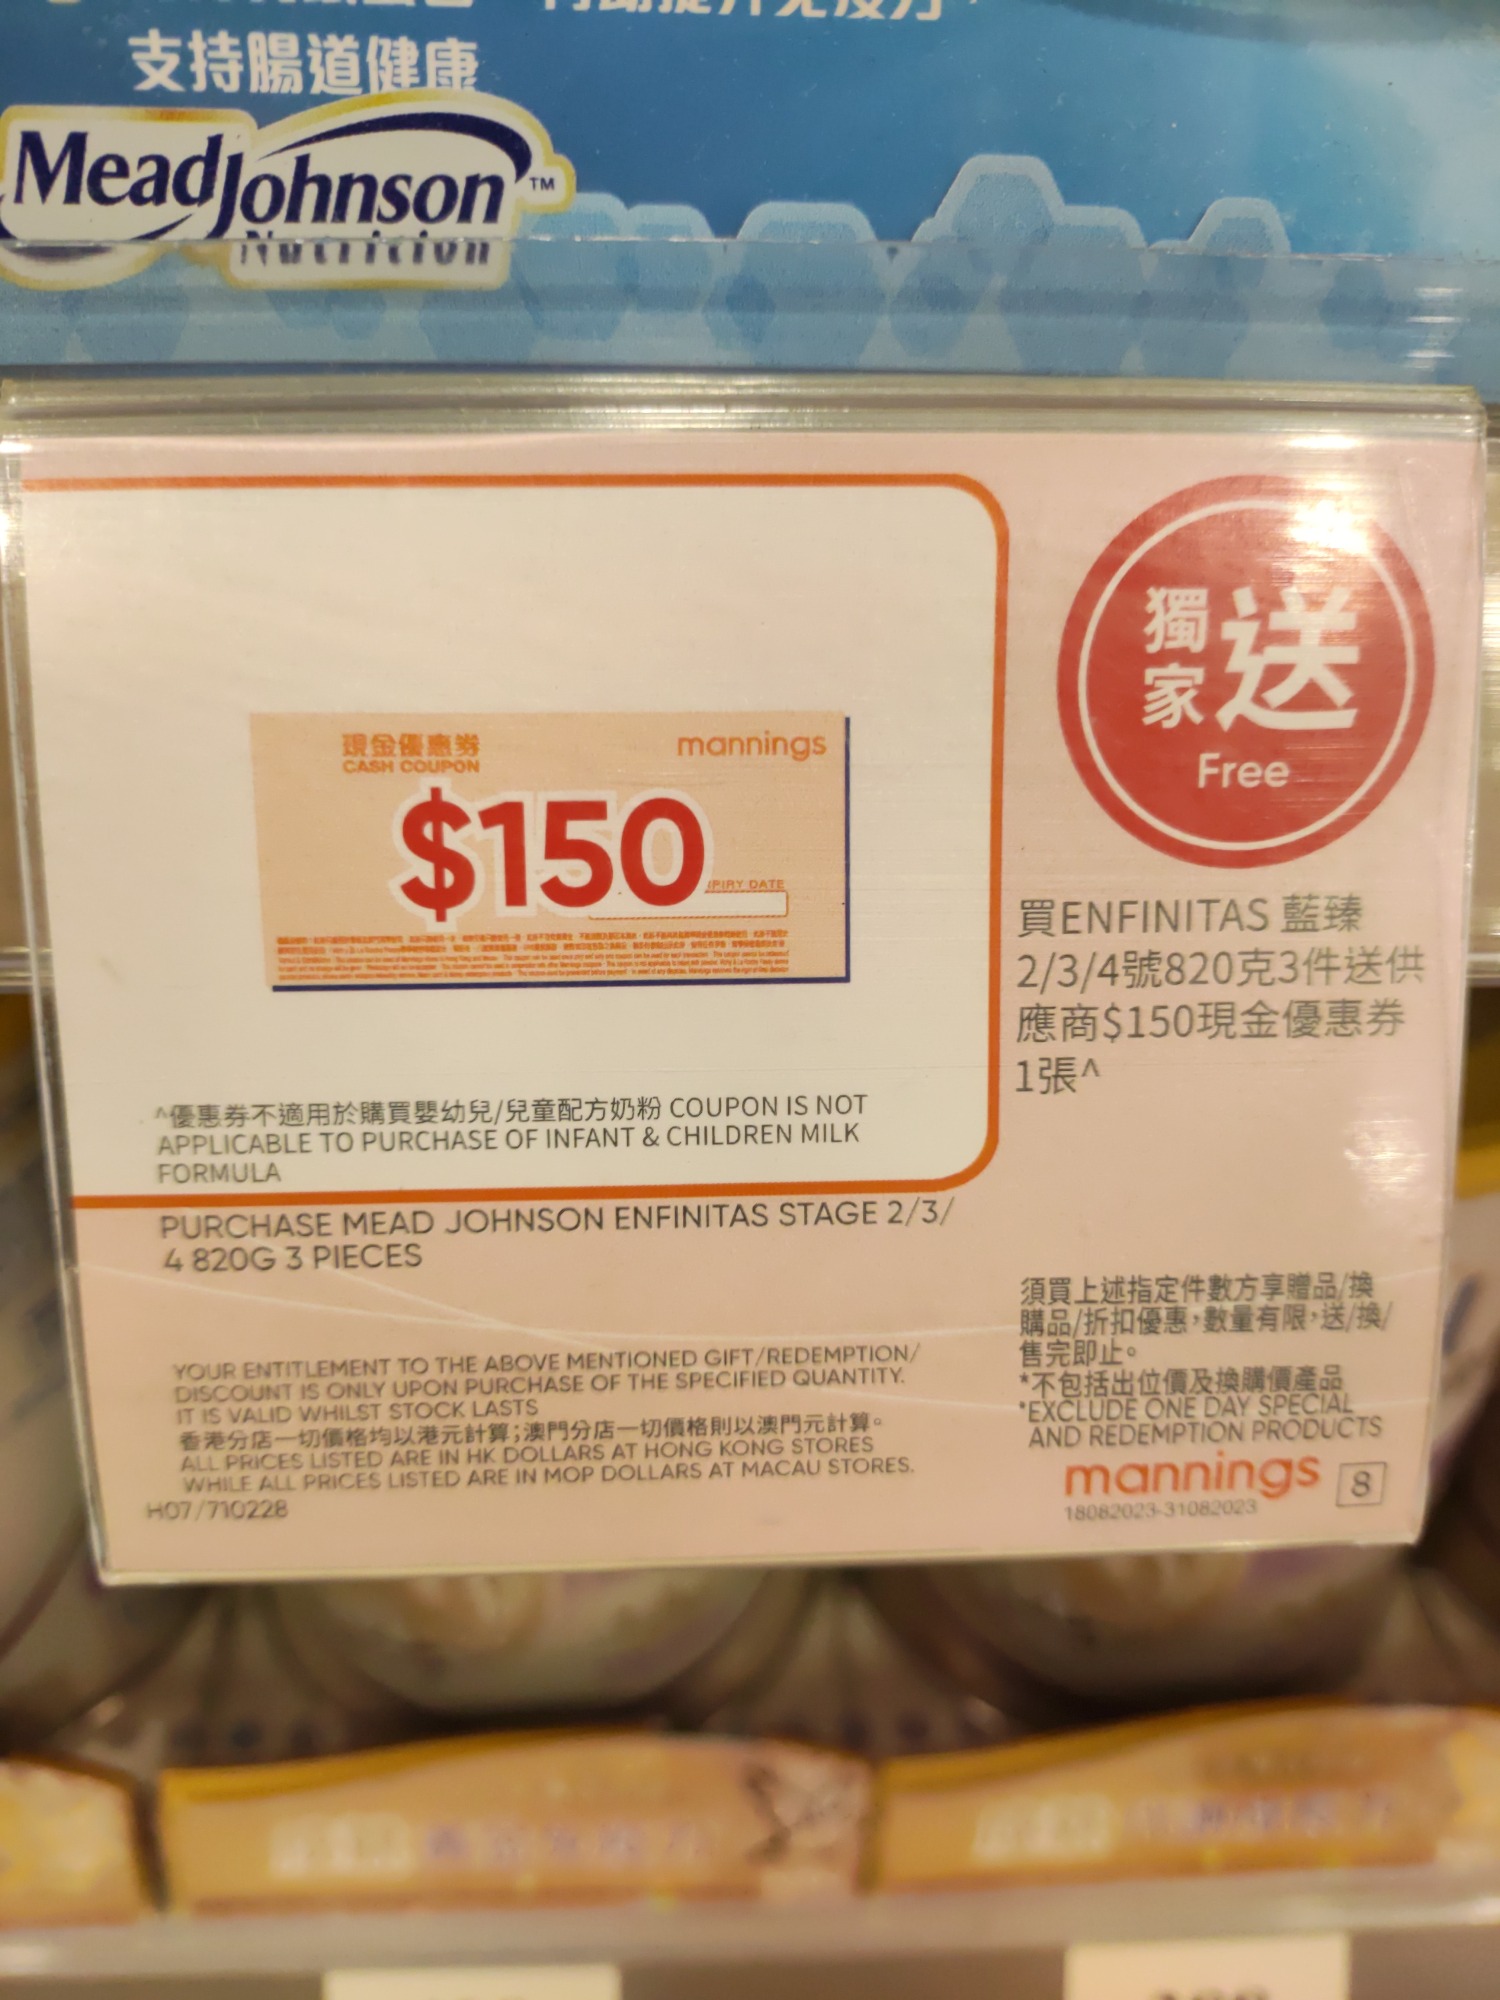 支持腸道健康
MeadJohnson™
Nutrition
獨家送
Free
現金優惠券
CASH COUPON
mannings
$150
PIRY DATE
買ENFINITAS 藍臻
2/3/4號820克3件送供
應商$150現金優惠券
1張^
^優惠券不適用於購買嬰幼兒/兒童配方奶粉 COUPON IS NOT
APPLICABLE TO PURCHASE OF INFANT & CHILDREN MILK
FORMULA
PURCHASE MEAD JOHNSON ENFINITAS STAGE 2/3/
4 820G 3 PIECES
YOUR ENTITLEMENT TO THE ABOVE MENTIONED GIFT/REDEMPTION/
DISCOUNT IS ONLY UPON PURCHASE OF THE SPECIFIED QUANTITY.
IT IS VALID WHILST STOCK LASTS
香港分店一切價格均以港元計算;澳門分店一切價格則以澳門元計算。
ALL PRICES LISTED ARE IN HK DOLLARS AT HONG KONG STORES
WHILE ALL PRICES LISTED ARE IN MOP DOLLARS AT MACAU STORES.
H07/710228
須買上述指定件數方享贈品/換
購品/折扣優惠,數量有限,送/換/
售完即止。
*不包括出位價及換購價產品
*EXCLUDE ONE DAY SPECIAL
AND REDEMPTION PRODUCTS
mannings 8
18082023-31082023